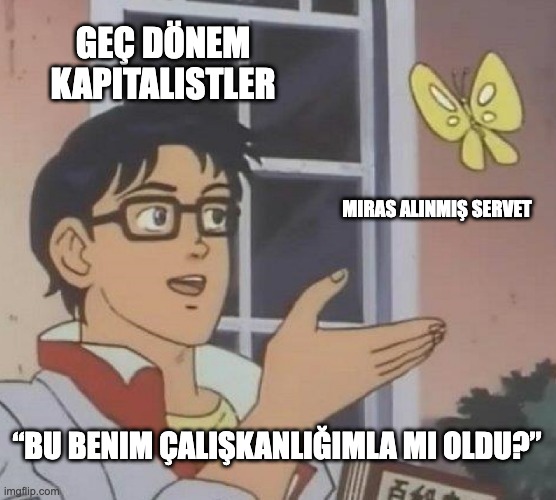 GEÇ DÖNEM
KAPITALISTLER
MIRAS ALINMIŞ SERVET
“BU BENIM ÇALIŞKANLIĞIMLA MI OLDU?”
imgflip.com